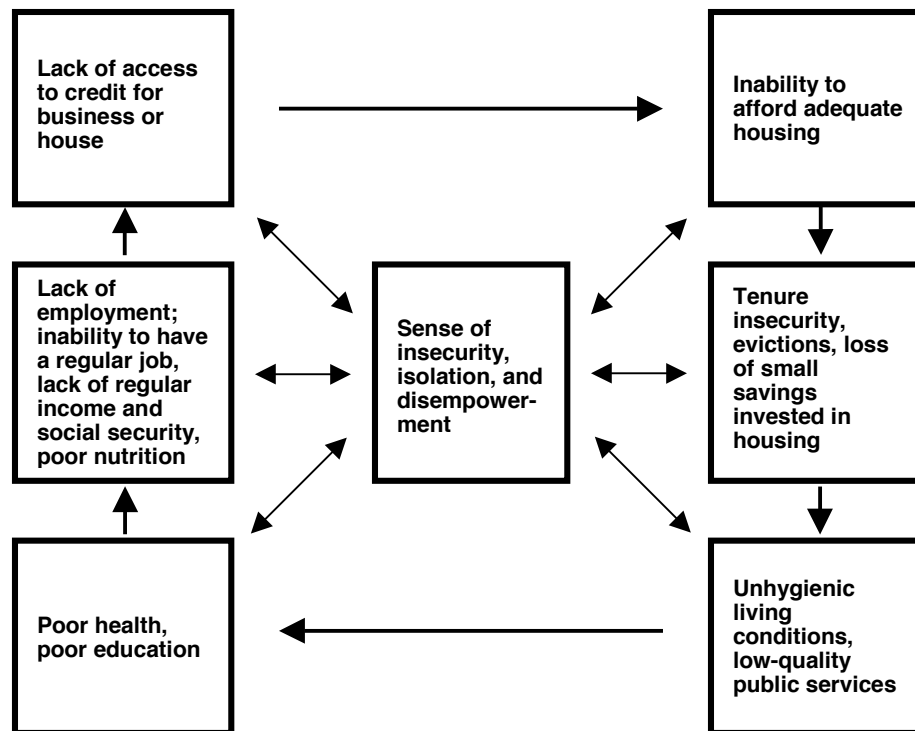 Lack of access
to credit for
business or
house
Inability to
afford adequate
housing
Lack of
employment;
inability to have
a regular job,
lack of regular
income and
social security,
poor nutrition
Sense of
insecurity,
isolation, and
disempower-
ment
Tenure
insecurity,
evictions, loss
of small
savings
invested in
housing
Poor health,
poor education
Unhygienic
living
conditions,
low-quality
public services